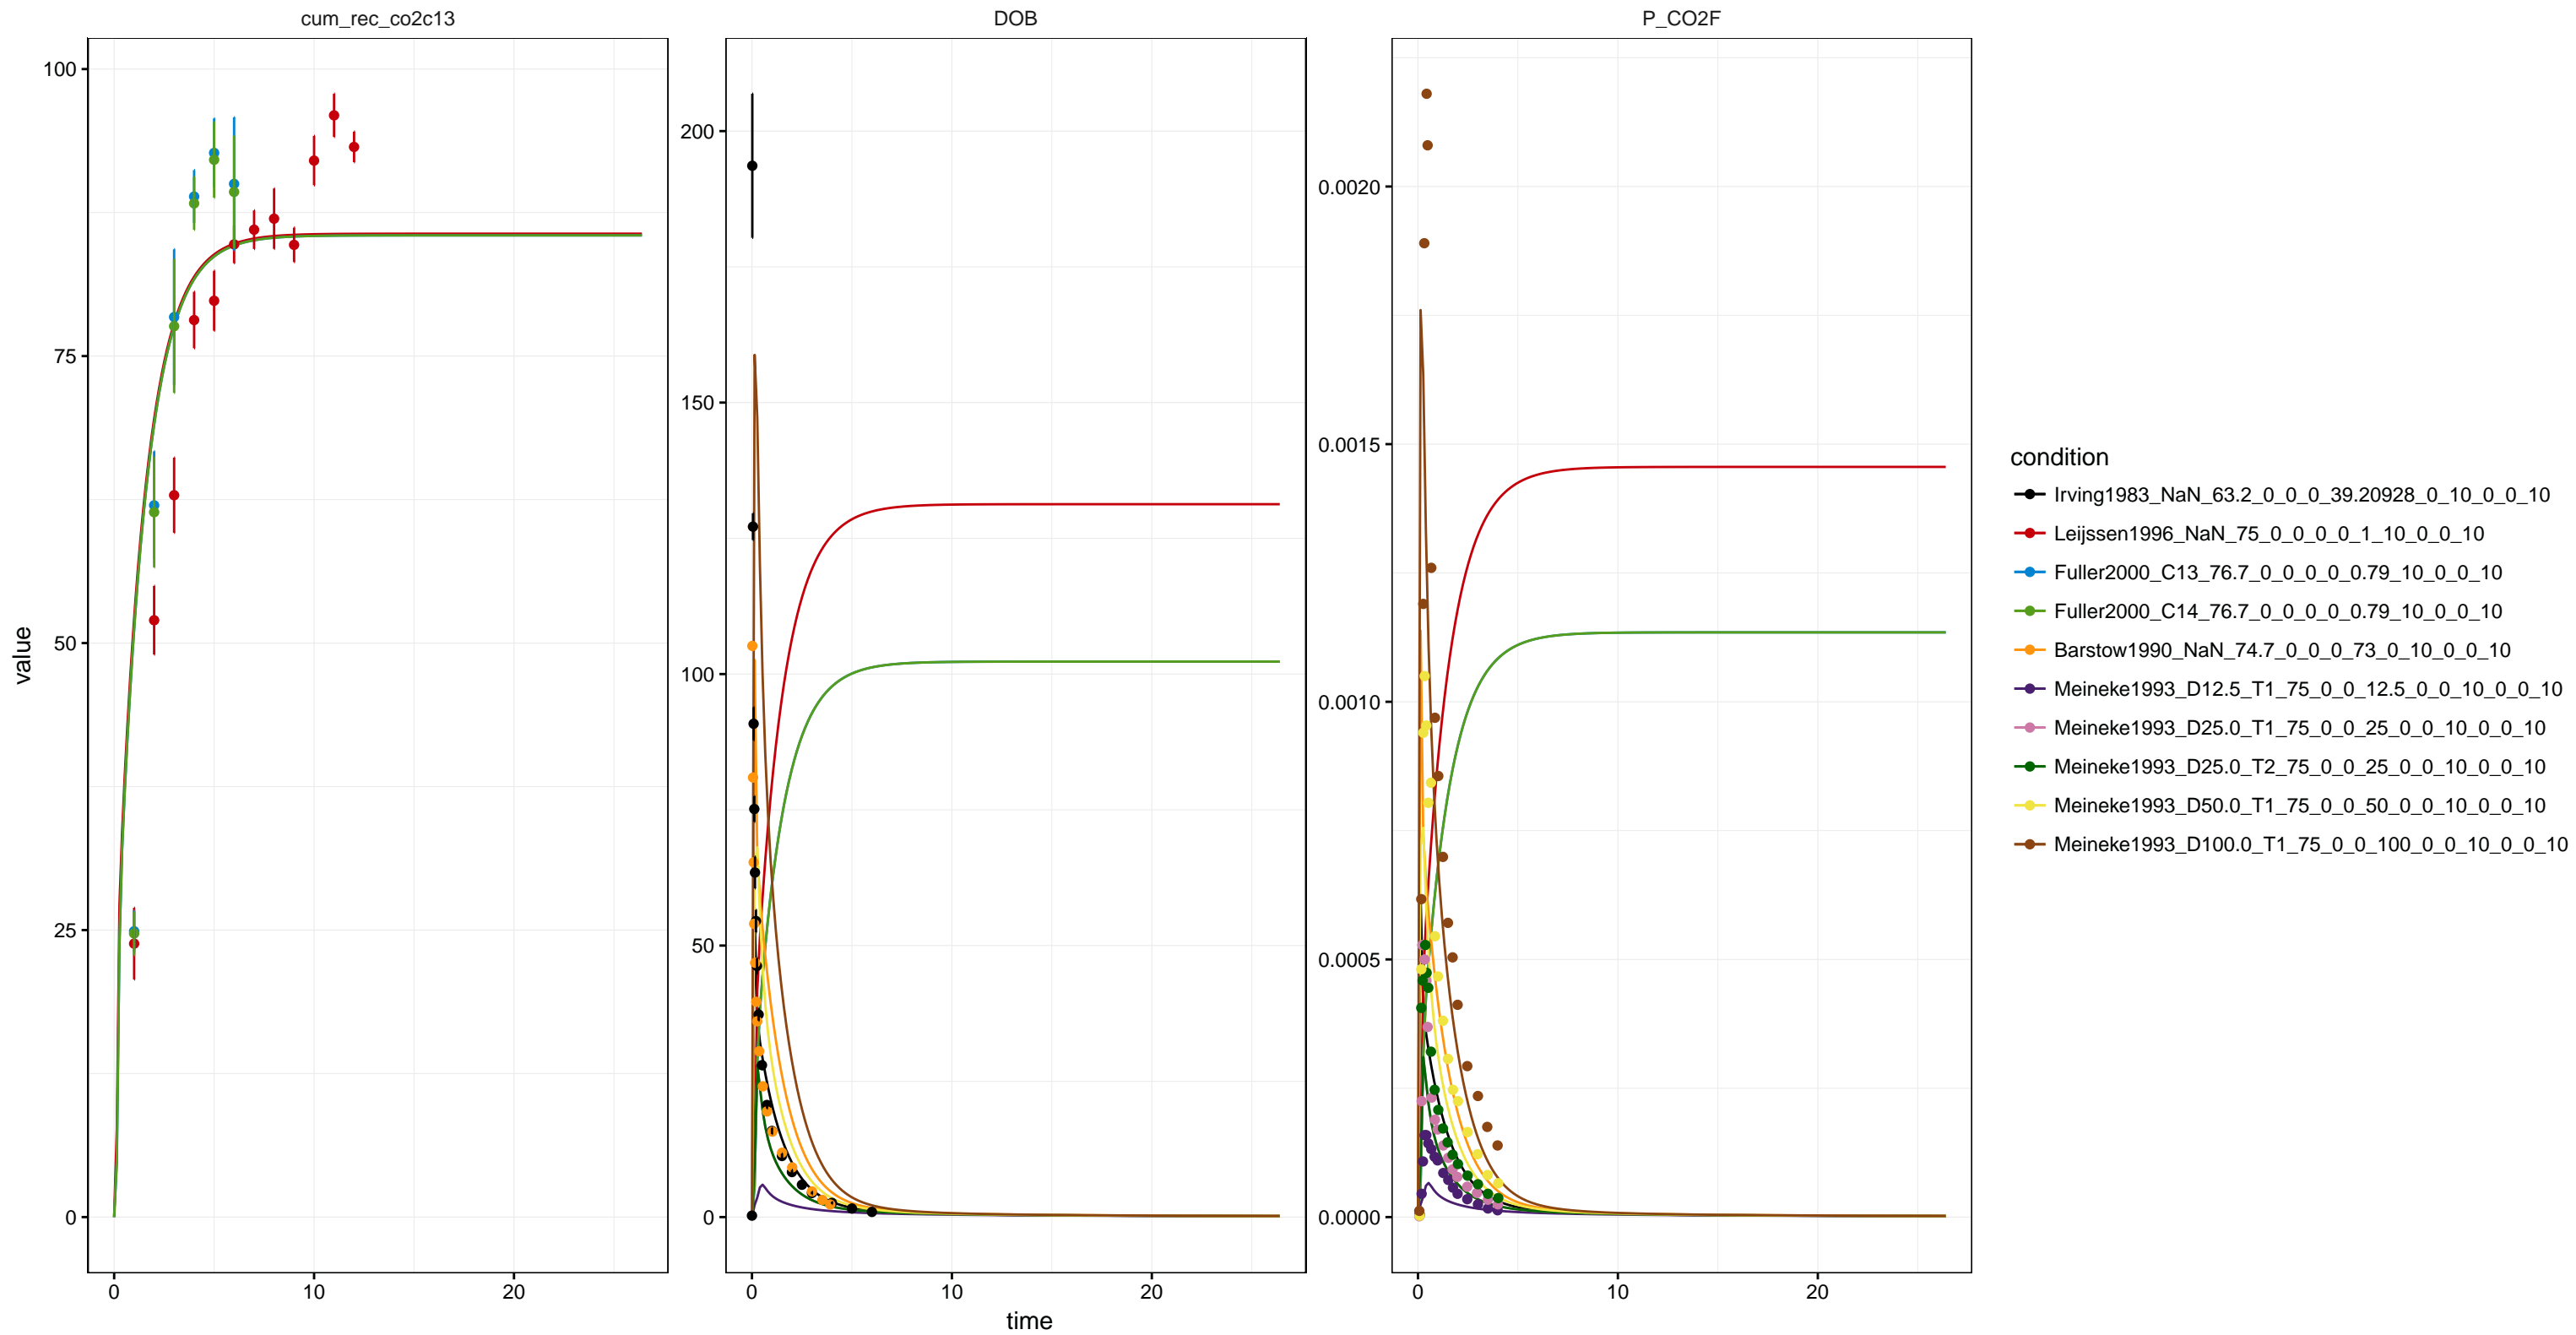 cum_rec_co2c13
DOB
P_CO2F
value
100
75
50
25
0
0
10
20
200
150
100
50
0
0
10
20
time
0.0020
0.0015
0.0010
0.0005
0.0000
0
10
20
condition
Irving1983_NaN_63.2_0_0_0_39.20928_0_10_0_0_10
Leijssen1996_NaN_75_0_0_0_0_1_10_0_0_10
Fuller2000_C13_76.7_0_0_0_0_0.79_10_0_0_10
Fuller2000_C14_76.7_0_0_0_0_0.79_10_0_0_10
Barstow1990_NaN_74.7_0_0_0_73_0_10_0_0_10
Meineke1993_D12.5_T1_75_0_0_12.5_0_0_10_0_0_10
Meineke1993_D25.0_T1_75_0_0_25_0_0_10_0_0_10
Meineke1993_D25.0_T2_75_0_0_25_0_0_10_0_0_10
Meineke1993_D50.0_T1_75_0_0_50_0_0_10_0_0_10
Meineke1993_D100.0_T1_75_0_0_100_0_0_10_0_0_10